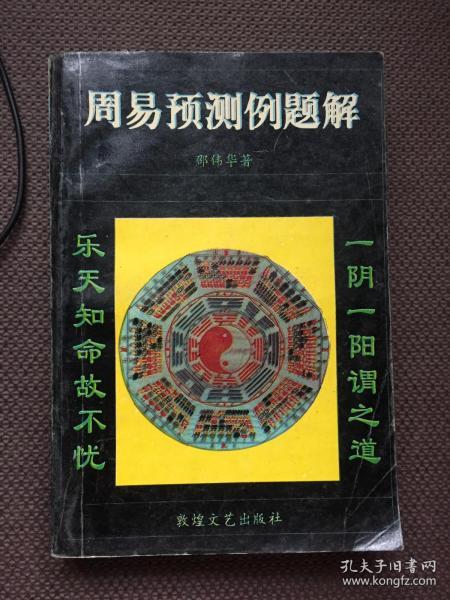 周易预测例题解
邵伟华著
一阴一阳谓之道
乐天知命故不忧
敦煌文艺出版社
孔夫子旧书网
www.kongfz.com